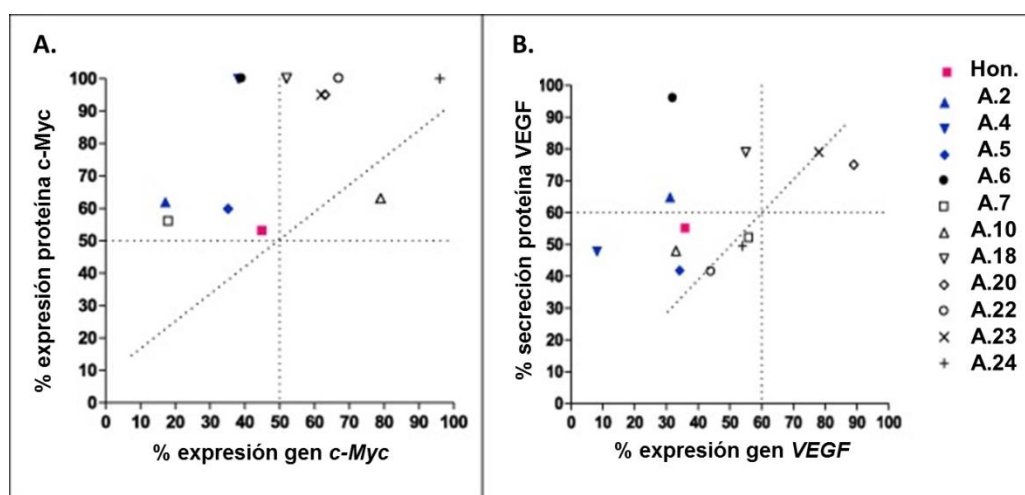 A.
% expresión proteína c-Myc
100
90
80
70
60
50
40
30
20
10
0
0 10 20 30 40 50 60 70 80 90 100
% expresión gen c-Myc
B.
% secreción proteína VEGF
100
90
80
70
60
50
40
30
20
10
0
0 10 20 30 40 50 60 70 80 90 100
% expresión gen VEGF
Hon.
A.2
A.4
A.5
A.6
A.7
A.10
A.18
A.20
A.22
A.23
A.24